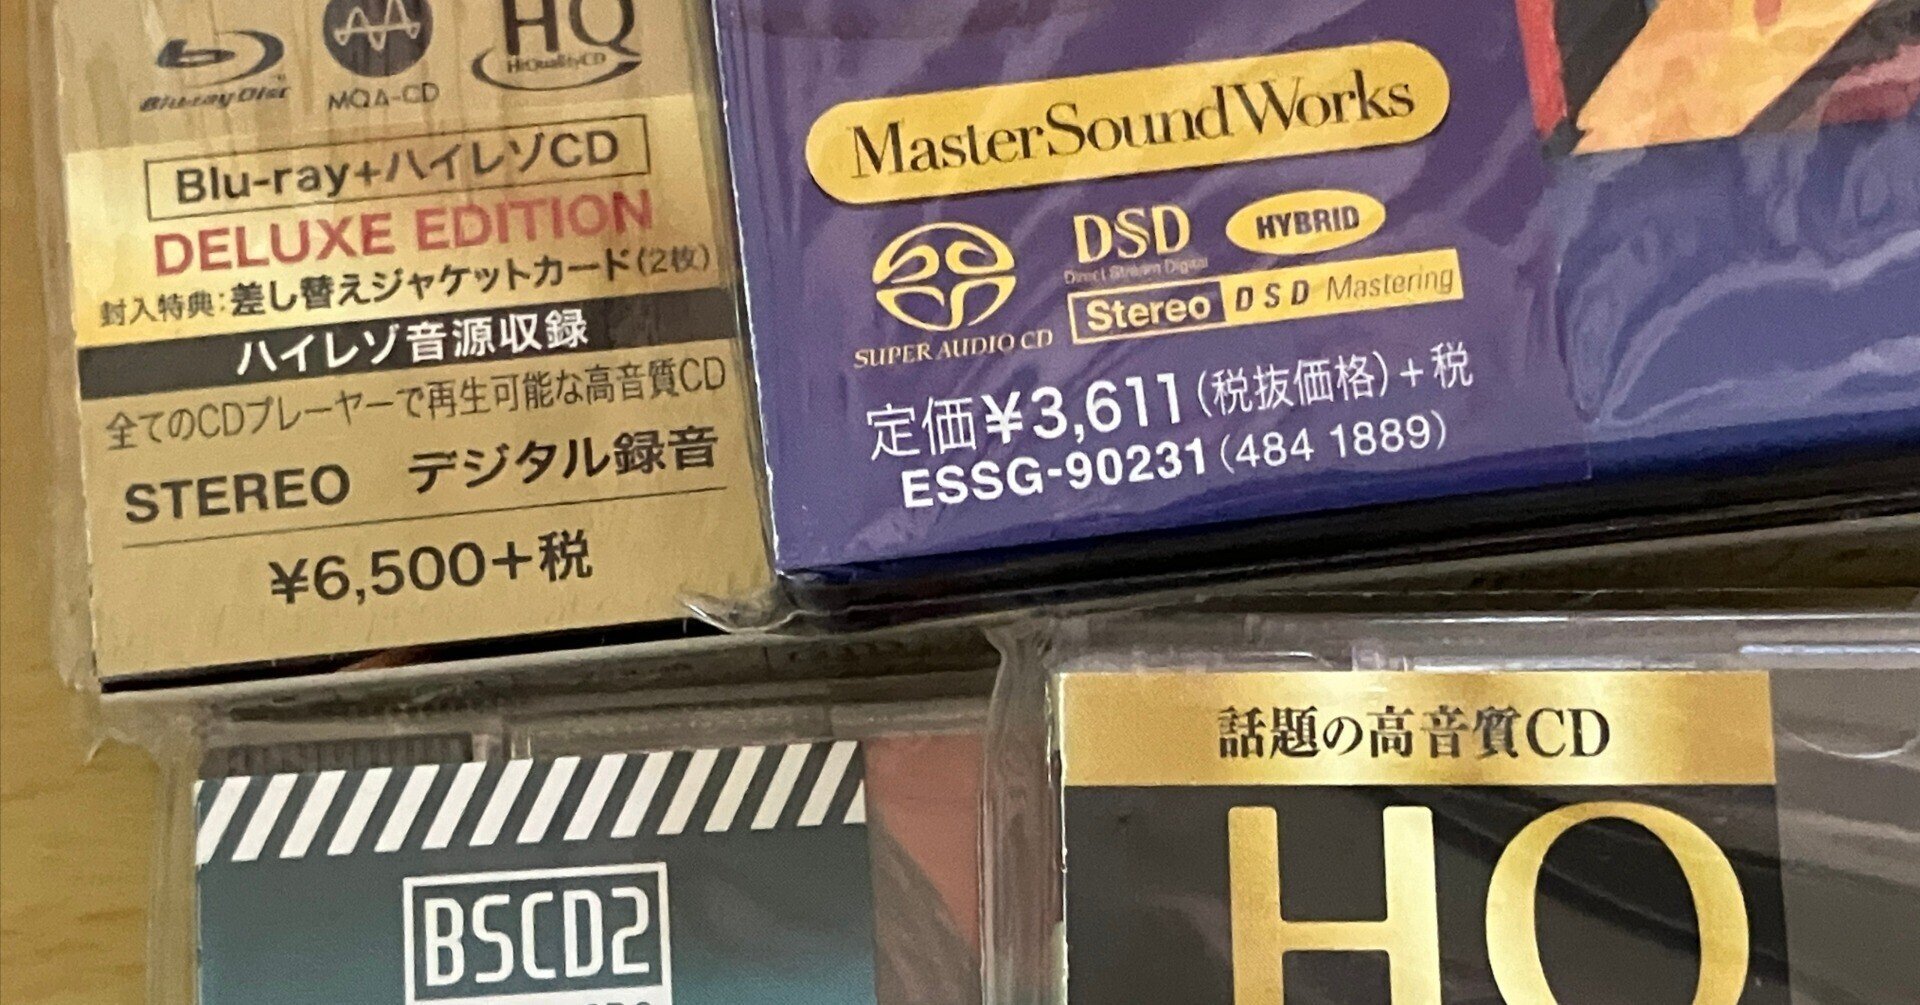 Blu-ray Disc
MQA-CD
HQ
HiQualityCD
Blu-ray+ハイレゾCD
DELUXE EDITION
封入特典:差し替えジャケットカード(2枚)
ハイレゾ音源収録
全てのCDプレーヤーで再生可能な高音質CD
STEREO デジタル録音
¥6,500+税
MasterSoundWorks
SUPER AUDIO CD
DSD
Direct Stream Digital
HYBRID
Stereo DSD Mastering
定価¥3,611(税抜価格)+税
ESSG-90231(484 1889)
BSCD2
話題の高音質CD
HQ